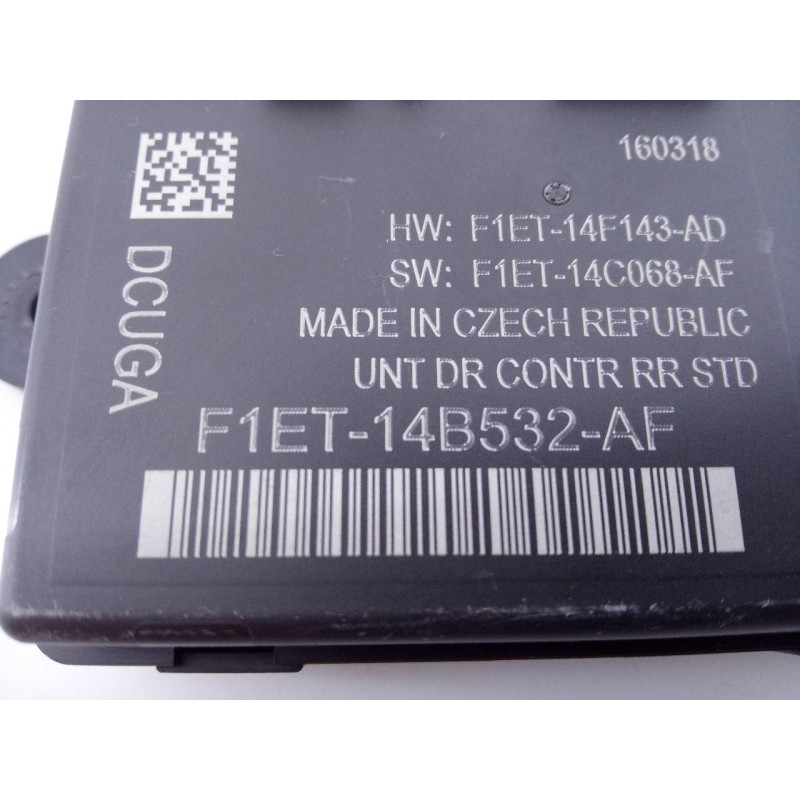 160318
HW: F1ET-14F143-AD
SW: F1ET-14C068-AF
MADE IN CZECH REPUBLIC
UNT DR CONTR RR STD
DCUGA
F1ET-14B532-AF